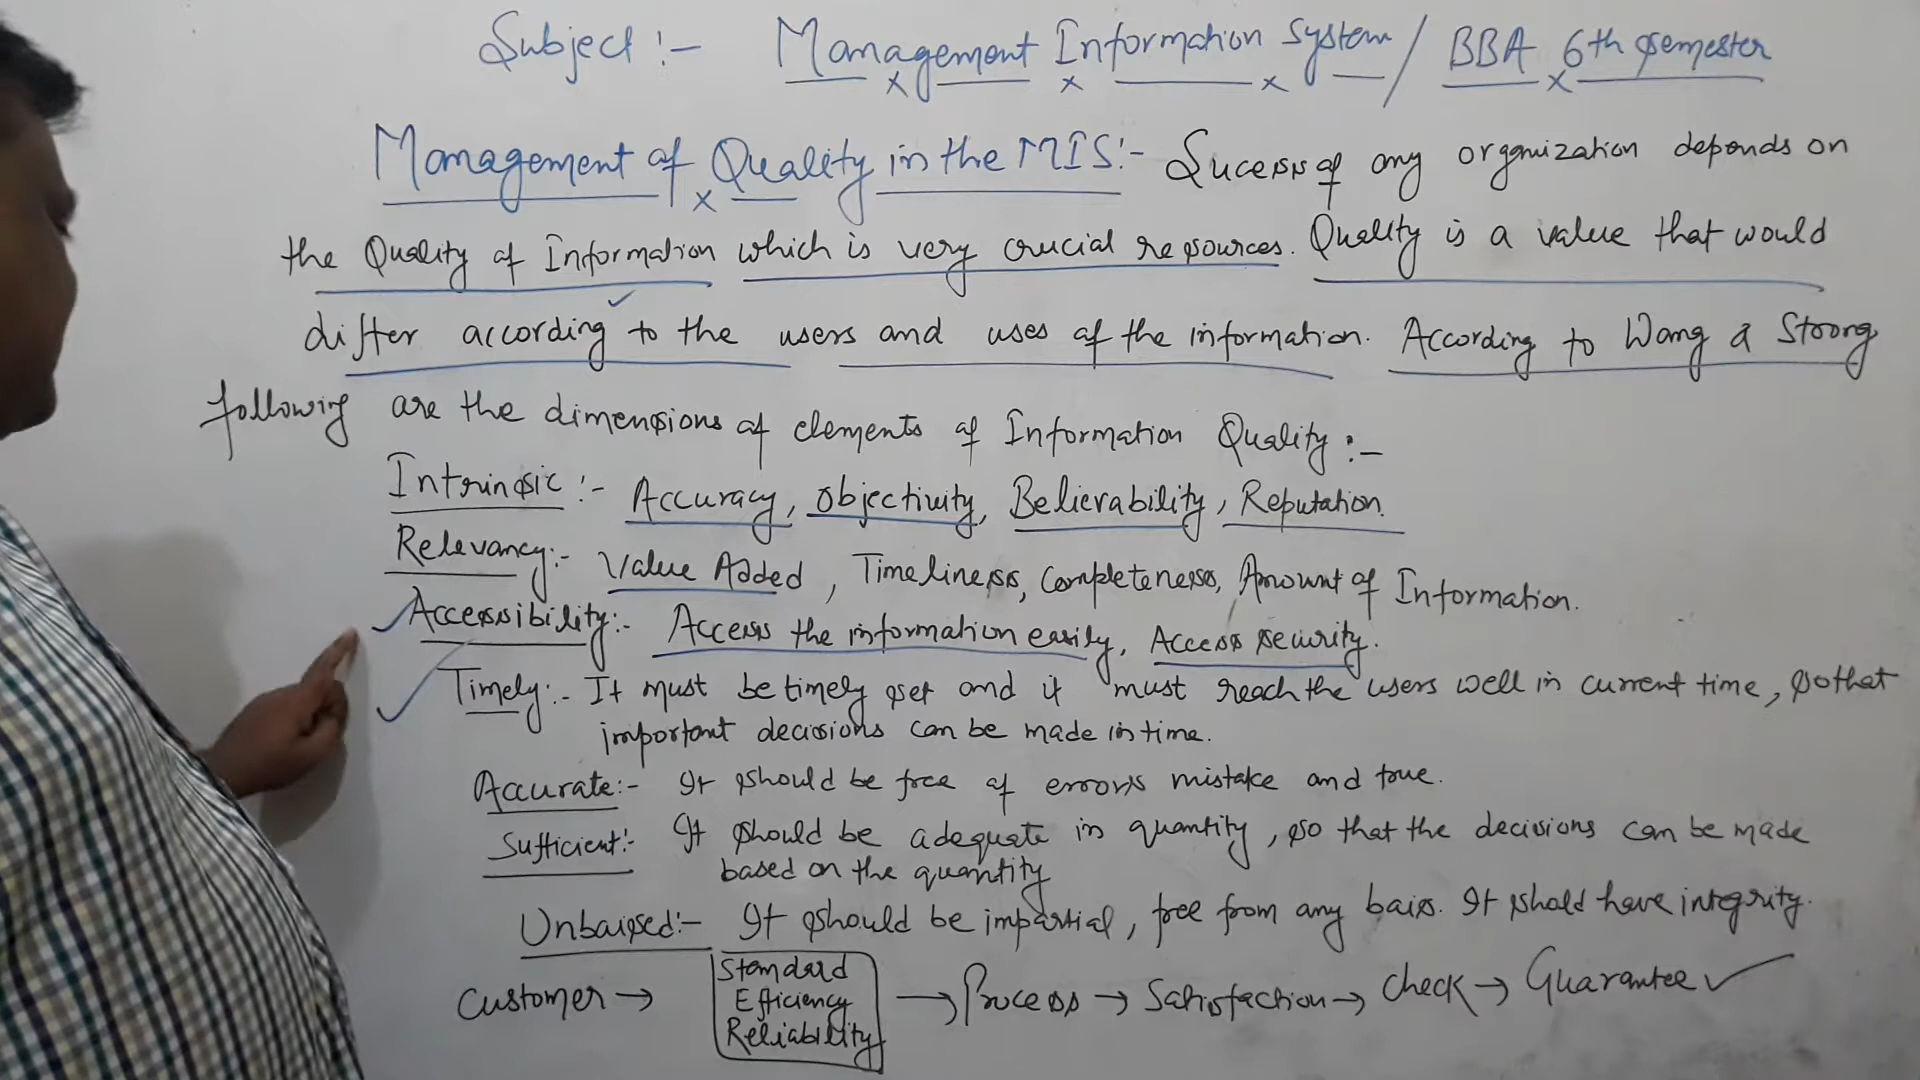 Subject :- Management Information System / BBA 6th Semester
Management of Quality in the MIS :- Sucess of any organization depends on
the Quality of Information which is very crucial resources. Quality is a value that would
differ according to the users and uses of the information. According to Wang & Strong
following are the dimensions of elements of Information Quality :-
Intrinsic :- Accuracy, Objectivity, Believability, Reputation.
Relevancy :- Value Added, Timeliness, Completeness, Amount of Information.
Accessibility :- Access the information easily, Access security.
Timely :- It must be timely set and it must reach the users well in current time, so that
important decisions can be made in time.
Accurate :- It should be free of errors mistake and true.
Sufficient :- It should be adequate in quantity, so that the decisions can be made
based on the quantity
Unbaised :- It should be impartial, free from any bais. It shold have integrity.
Customer → Standard Efficiency Reliability → Process → Satisfaction → Check → Guarantee ✓